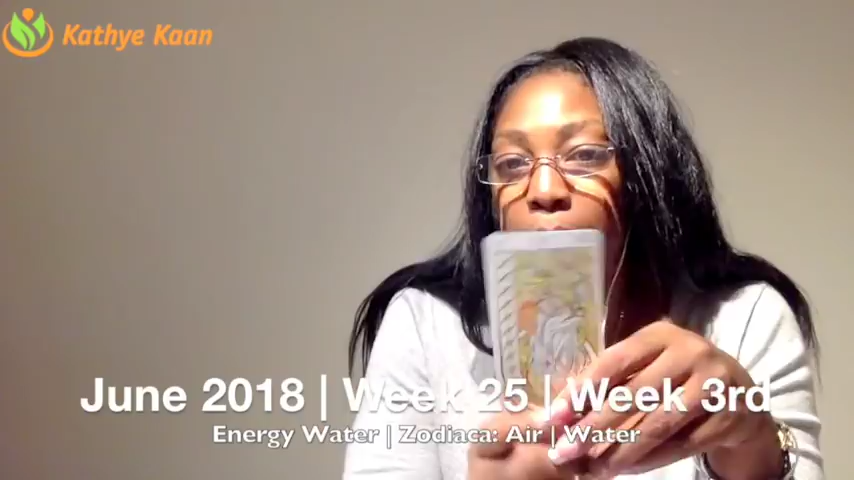 Kathye Kaan
June 2018 | Week 25 | Week 3rd
Energy Water | Zodiaca: Air | Water